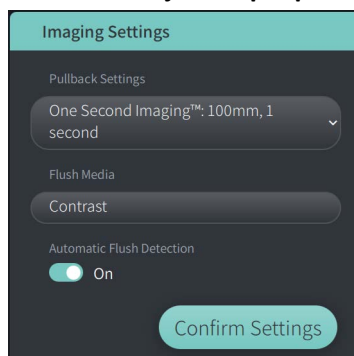 Imaging Settings
Pullback Settings
One Second Imaging™: 100mm, 1
second
Flush Media
Contrast
Automatic Flush Detection
On
Confirm Settings